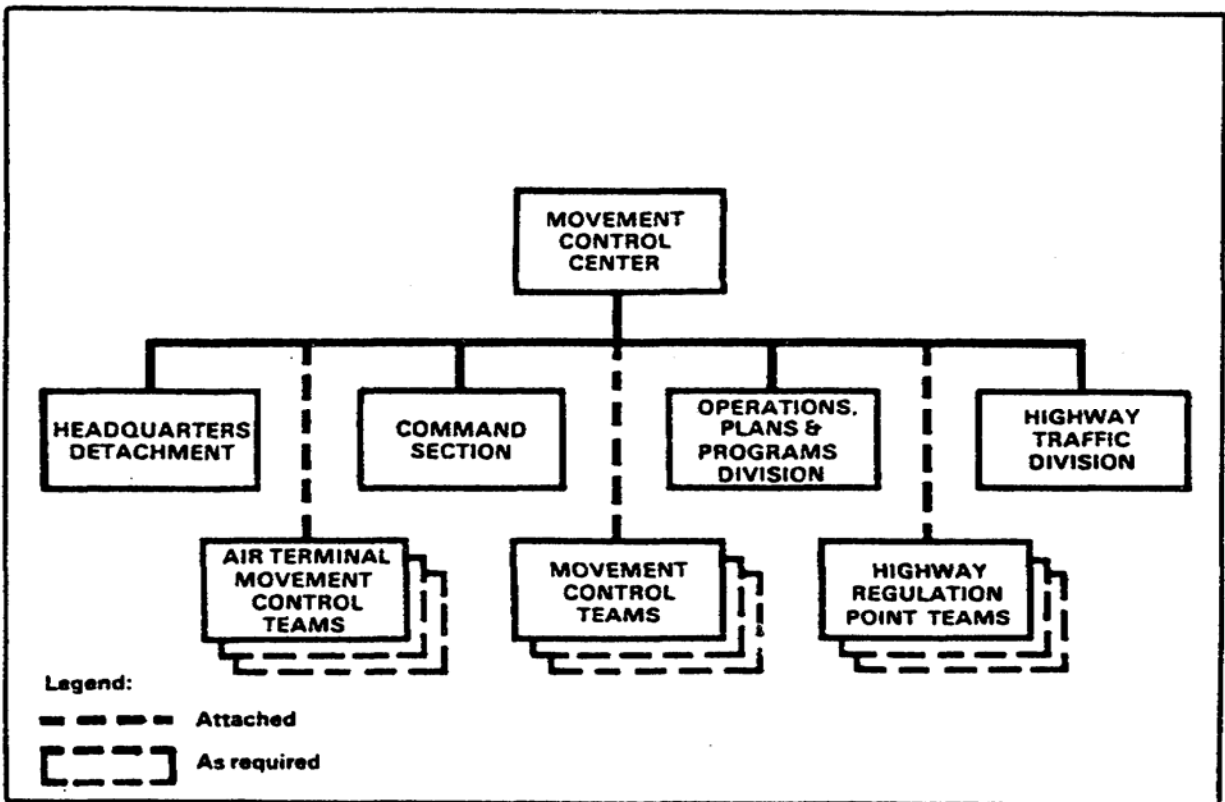 MOVEMENT
CONTROL
CENTER
HEADQUARTERS
DETACHMENT
COMMAND
SECTION
OPERATIONS,
PLANS &
PROGRAMS
DIVISION
HIGHWAY
TRAFFIC
DIVISION
AIR TERMINAL
MOVEMENT
CONTROL
TEAMS
MOVEMENT
CONTROL
TEAMS
HIGHWAY
REGULATION
POINT TEAMS
Legend:
Attached
As required